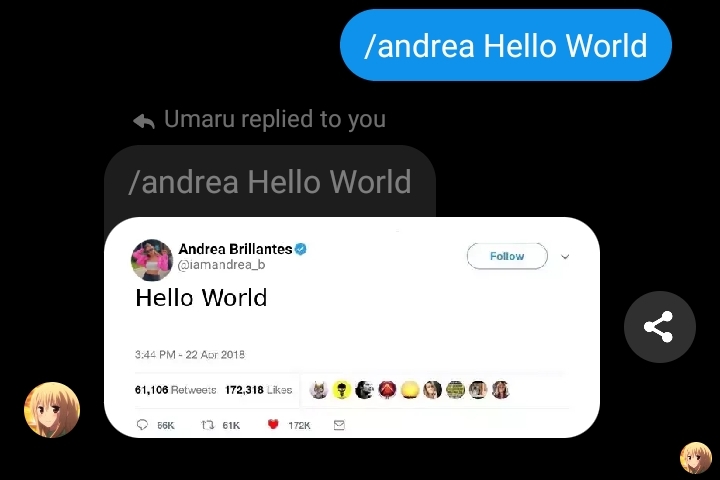 /andrea Hello World
Umaru replied to you
/andrea Hello World
Andrea Brillantes
@iamandrea_b
Follow
Hello World
3:44 PM - 22 Apr 2018
61,106 Retweets 172,318 Likes
66K 61K 172K